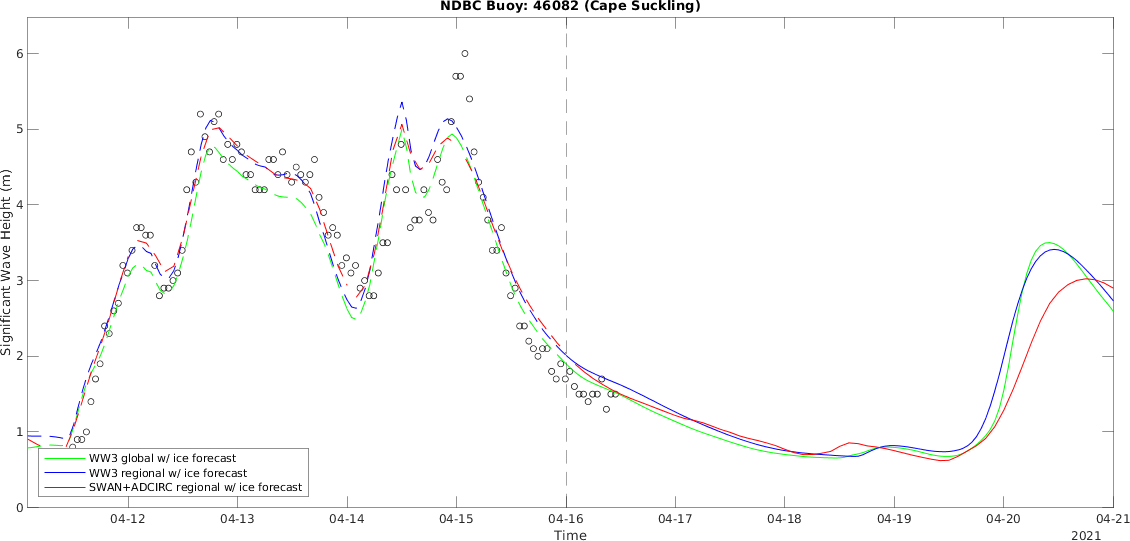 NDBC Buoy: 46082 (Cape Suckling)
Significant Wave Height (m)
6
5
4
3
2
1
0
WW3 global w/ ice forecast
WW3 regional w/ ice forecast
SWAN+ADCIRC regional w/ ice forecast
04-12 04-13 04-14 04-15 04-16 04-17 04-18 04-19 04-20 04-21
Time
2021